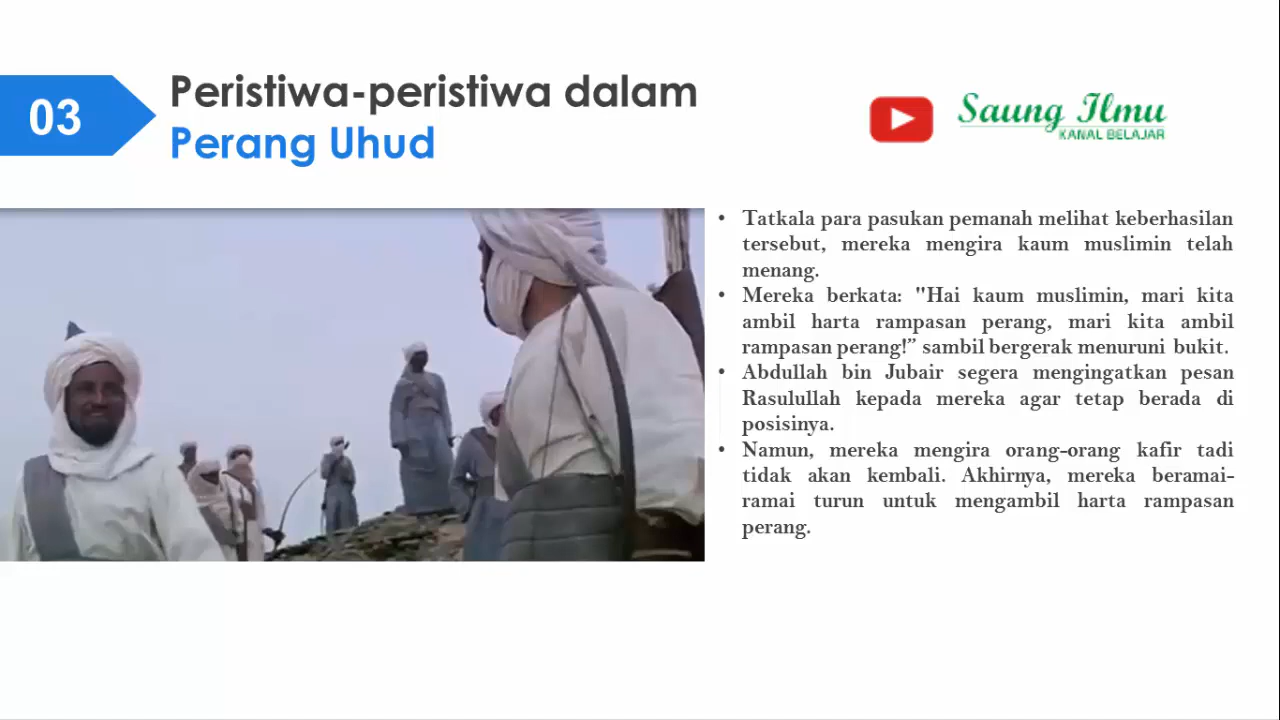 03
Peristiwa-peristiwa dalam
Perang Uhud
Saung Ilmu
KANAL BELAJAR
• Tatkala para pasukan pemanah melihat keberhasilan
tersebut, mereka mengira kaum muslimin telah
menang.
• Mereka berkata: "Hai kaum muslimin, mari kita
ambil harta rampasan perang, mari kita ambil
rampasan perang!” sambil bergerak menuruni bukit.
• Abdullah bin Jubair segera mengingatkan pesan
Rasulullah kepada mereka agar tetap berada di
posisinya.
• Namun, mereka mengira orang-orang kafir tadi
tidak akan kembali. Akhirnya, mereka beramai-
ramai turun untuk mengambil harta rampasan
perang.